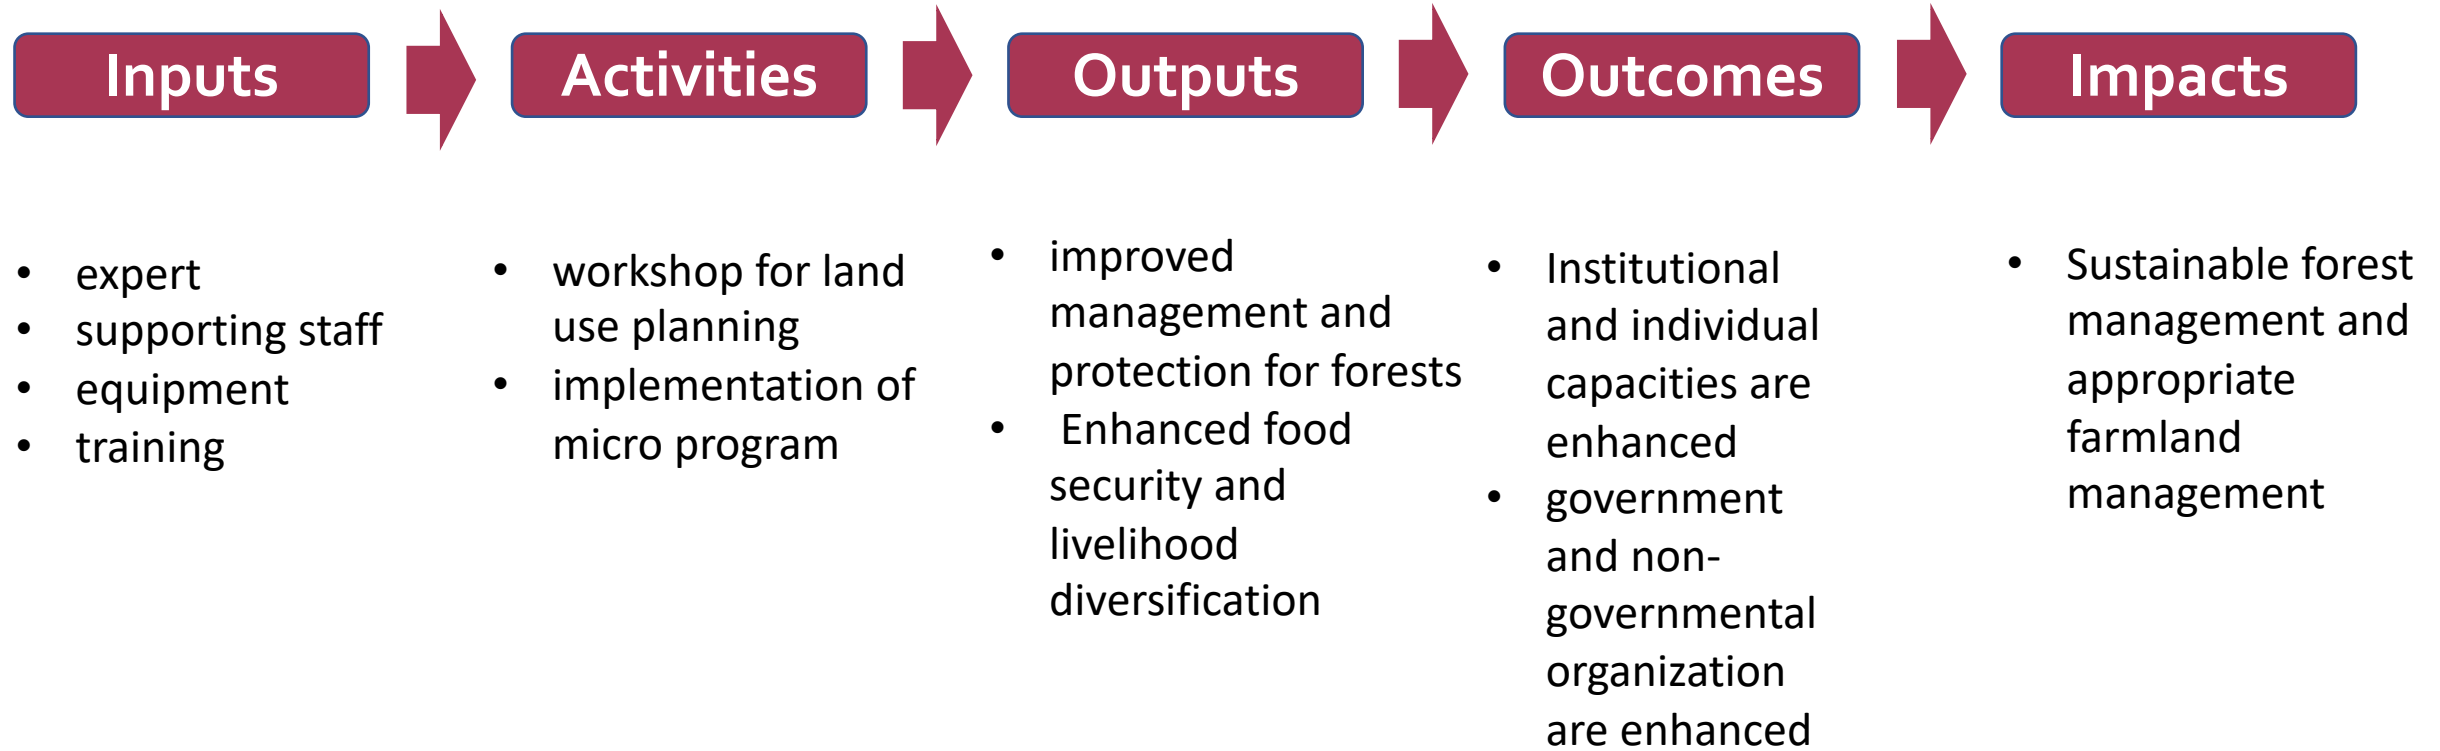 Inputs
Activities
Outputs
Outcomes
Impacts
• expert
• supporting staff
• equipment
• training
• workshop for land
use planning
• implementation of
micro program
• improved
management and
protection for forests
• Enhanced food
security and
livelihood
diversification
• Institutional
and individual
capacities are
enhanced
• government
and non-
governmental
organization
are enhanced
• Sustainable forest
management and
appropriate
farmland
management